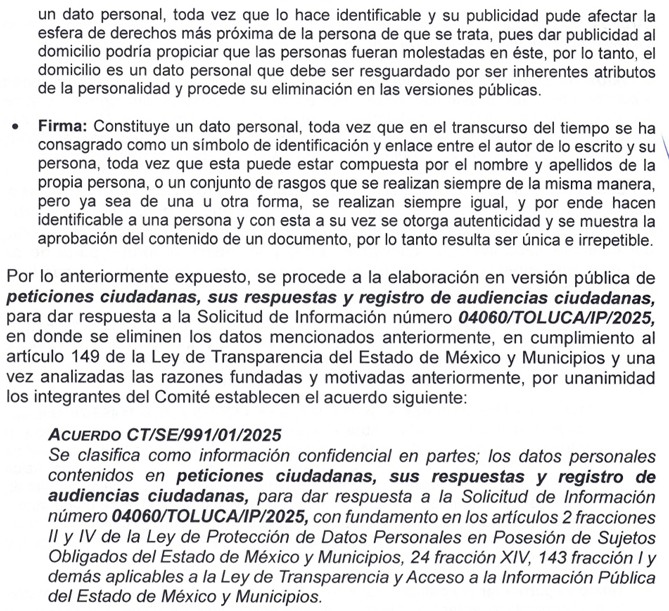 un dato personal, toda vez que lo hace identificable y su publicidad pude afectar la
esfera de derechos más próxima de la persona de que se trata, pues dar publicidad al
domicilio podría propiciar que las personas fueran molestadas en éste, por lo tanto, el
domicilio es un dato personal que debe ser resguardado por ser inherentes atributos
de la personalidad y procede su eliminación en las versiones públicas.
• Firma: Constituye un dato personal, toda vez que en el transcurso del tiempo se ha
consagrado como un símbolo de identificación y enlace entre el autor de lo escrito y su
persona, toda vez que esta puede estar compuesta por el nombre y apellidos de la
propia persona, o un conjunto de rasgos que se realizan siempre de la misma manera,
pero ya sea de una u otra forma, se realizan siempre igual, y por ende hacen
identificable a una persona y con esta a su vez se otorga autenticidad y se muestra la
aprobación del contenido de un documento, por lo tanto resulta ser única e irrepetible.
Por lo anteriormente expuesto, se procede a la elaboración en versión pública de
peticiones ciudadanas, sus respuestas y registro de audiencias ciudadanas,
para dar respuesta a la Solicitud de Información número 04060/TOLUCA/IP/2025,
en donde se eliminen los datos mencionados anteriormente, en cumplimiento al
artículo 149 de la Ley de Transparencia del Estado de México y Municipios y una
vez analizadas las razones fundadas y motivadas anteriormente, por unanimidad
los integrantes del Comité establecen el acuerdo siguiente:
ACUERDO CT/SE/991/01/2025
Se clasifica como información confidencial en partes; los datos personales
contenidos en peticiones ciudadanas, sus respuestas y registro de
audiencias ciudadanas, para dar respuesta a la Solicitud de Información
número 04060/TOLUCA/IP/2025, con fundamento en los artículos 2 fracciones
II y IV de la Ley de Protección de Datos Personales en Posesión de Sujetos
Obligados del Estado de México y Municipios, 24 fracción XIV, 143 fracción I y
demás aplicables a la Ley de Transparencia y Acceso a la Información Pública
del Estado de México y Municipios.